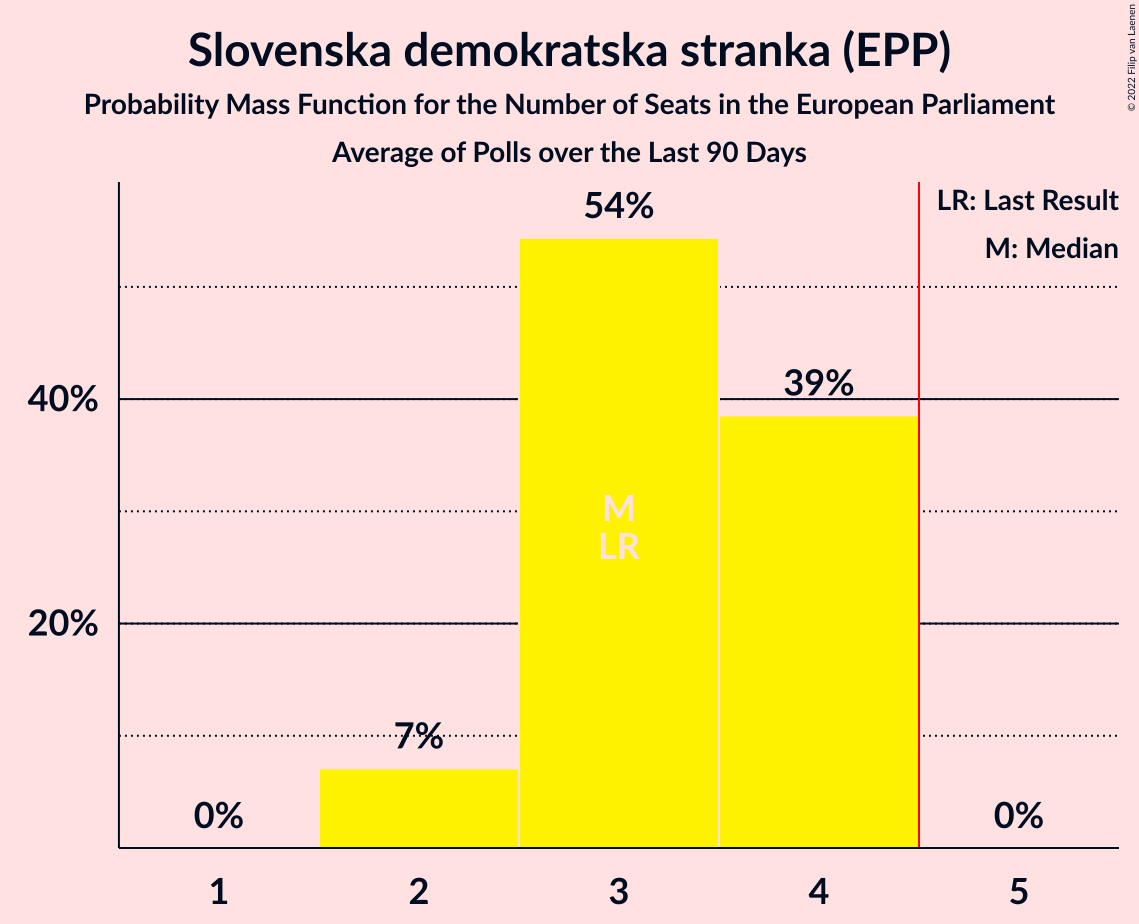 Slovenska demokratska stranka (EPP)
Probability Mass Function for the Number of Seats in the European Parliament
Average of Polls over the Last 90 Days
© 2022 Filip van Laenen
LR: Last Result
M: Median
54%
39%
40%
M
LR
20%
7%
0%
0%
1 2 3 4 5